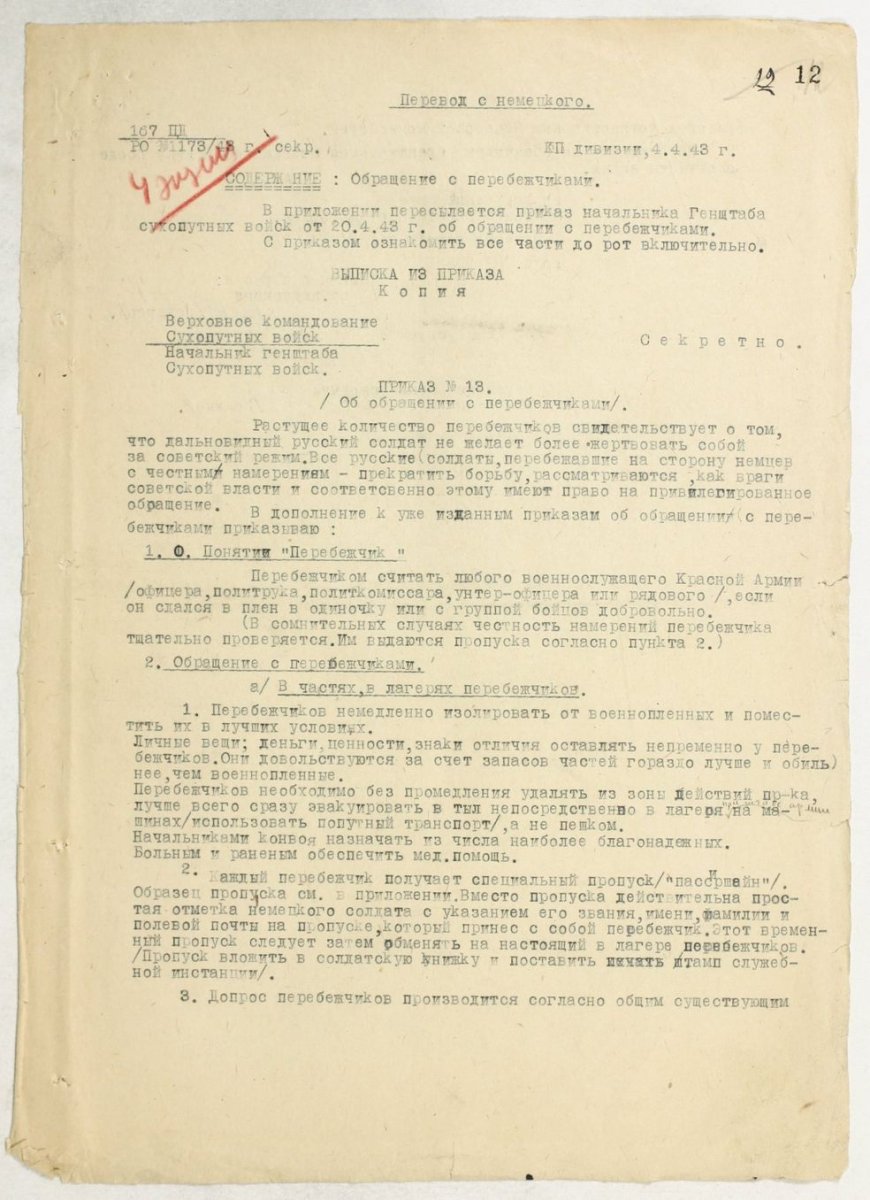 12 12
Перевод с немецкого.
167 ПД
РО №1173/43 г. секр.
КП дивизии,4.4.43 г.
4 экзем
СОДЕРЖАНИЕ : Обращение с перебежчиками.
В приложении пересылается приказ начальника Генштаба
сухопутных войск от 20.4.43 г. об обращении с перебежчиками.
С приказом ознакомить все части до рот включительно.
ВЫПИСКА ИЗ ПРИКАЗА
К о п и я
Верховное командование
Сухопутных войск
С е к р е т н о .
Начальник генштаба
Сухопутных войск.
ПРИКАЗ № 13.
/ Об обращении с перебежчиками/.
Растущее количество перебежчиков свидетельствует о том,
что дальновидный русский солдат не желает более жертвовать собой
за советский режим.Все русские(солдаты,перебежавшие на сторону немцев
с честными намерениям - прекратить борьбу,рассматриваются ,как враги
советской власти и соответсвенно этому имеют право на привилегированное
обращение.
В дополнение к уже изданным приказам об обращении/(с пере-
бежчиками приказываю :
1. О. Понятии "Перебежчик "
Перебежчиком считать любого военнослужащего Красной Армии
/офицера,политрука,политкомиссара,унтер-офицера или рядового /,если
он сдался в плен в одиночку или с группой бойцов добровольно.
(В сомнительных случаях честность намерений перебежчика
тщательно проверяется.Им выдаются пропуска согласно пункта 2.)
2. Обращение с перебежчиками.
а/ В частях,в лагерях перебежчиков.
1. Перебежчиков немедленно изолировать от военнопленных и помес-
тить их в лучших условиях.
Личные вещи; деньги,ценности,знаки отличия оставлять непременно у пере-
бежчиков.Они довольствуются за счет запасов частей гораздо лучше и обиль)
нее,чем военнопленные.
Перебежчиков необходимо без промедления удалять из зоны действий пр-ка,
лучше всего сразу эвакуировать в тыл непосредственно в лагеря,на ма-
шинах/использовать попутный транспорт/,а не пешком.
Начальниками конвоя назначать из числа наиболее благонадежных.
Больным и раненым обеспечить мед.помощь.
2. Каждый перебежчик получает специальный пропуск/"пассиршайн"/.
Образец пропуска см. в приложении.Вместо пропуска действительна прос-
тая отметка немецкого солдата с указанием его звания,имени,фамилии и
полевой почты на пропуске,который принес с собой перебежчик.Этот времен-
ный пропуск следует затем обменять на настоящий в лагере перебежчиков.
/Пропуск вложить в солдатскую книжку и поставить печать штамп служеб-
ной инстанции/.
3. Допрос перебежчиков производится согласно общим существующим